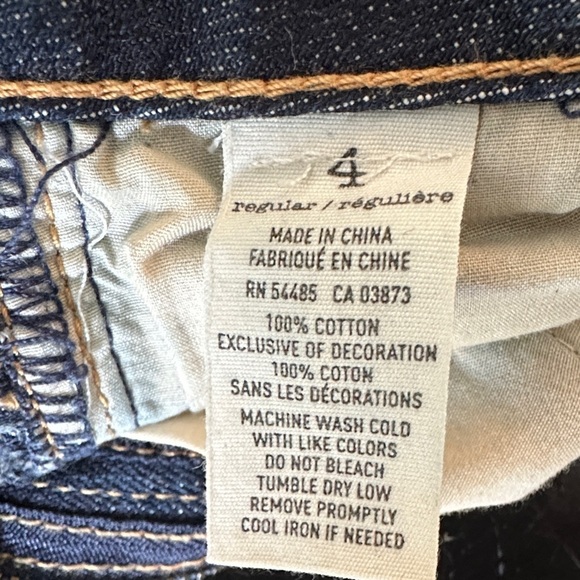 4
regular / régulière
MADE IN CHINA
FABRIQUÉ EN CHINE
RN 54485 CA 03873
100% COTTON
EXCLUSIVE OF DECORATION
100% COTON
SANS LES DÉCORATIONS
MACHINE WASH COLD
WITH LIKE COLORS
DO NOT BLEACH
TUMBLE DRY LOW
REMOVE PROMPTLY
COOL IRON IF NEEDED